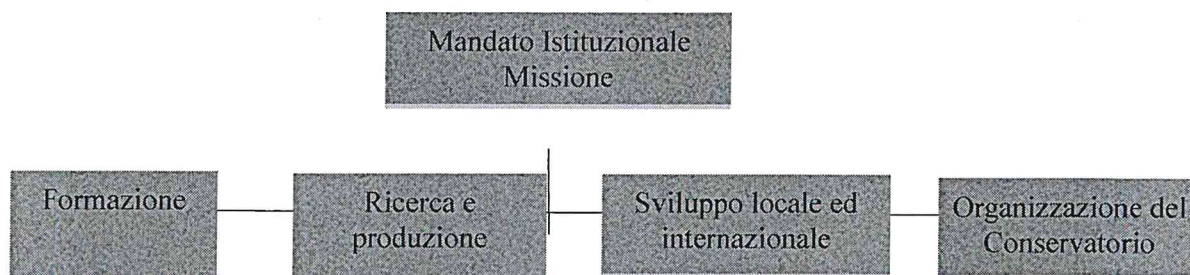 Mandato Istituzionale
Missione
Formazione
Ricerca e
produzione
Sviluppo locale ed
internazionale
Organizzazione del
Conservatorio